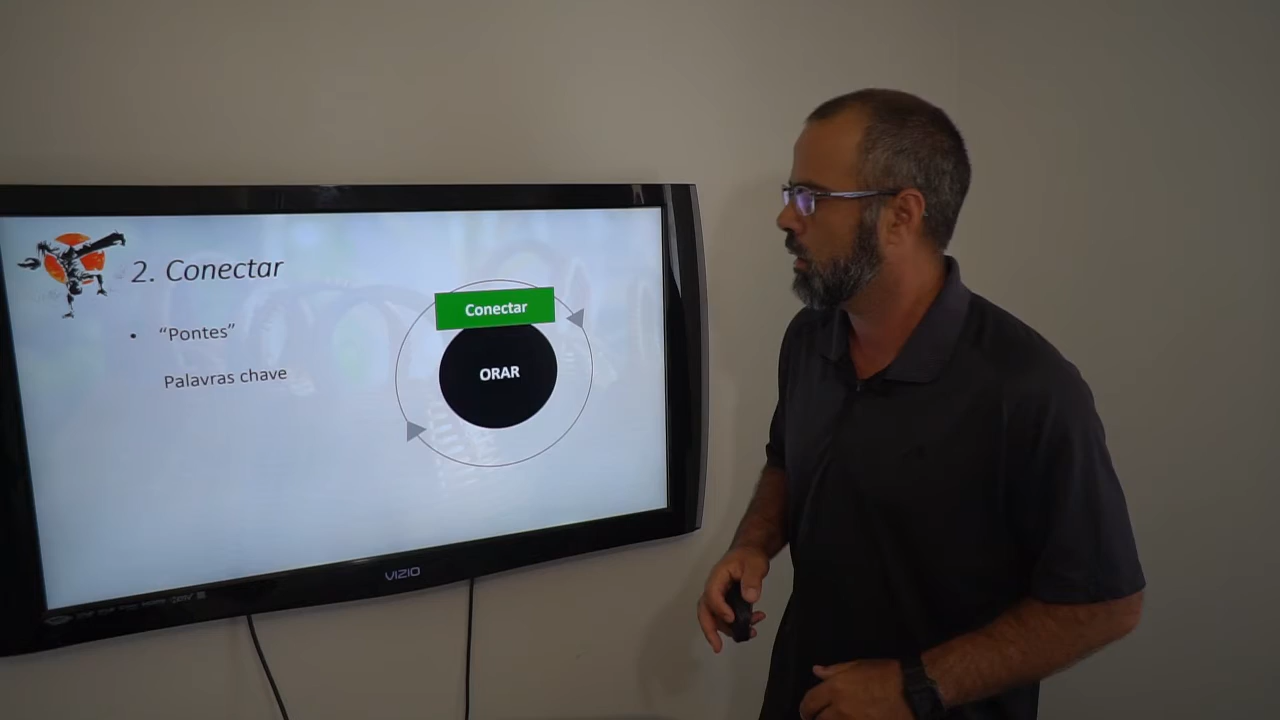 2. Conectar
• “Pontes”
Palavras chave
Conectar
ORAR
VIZIO